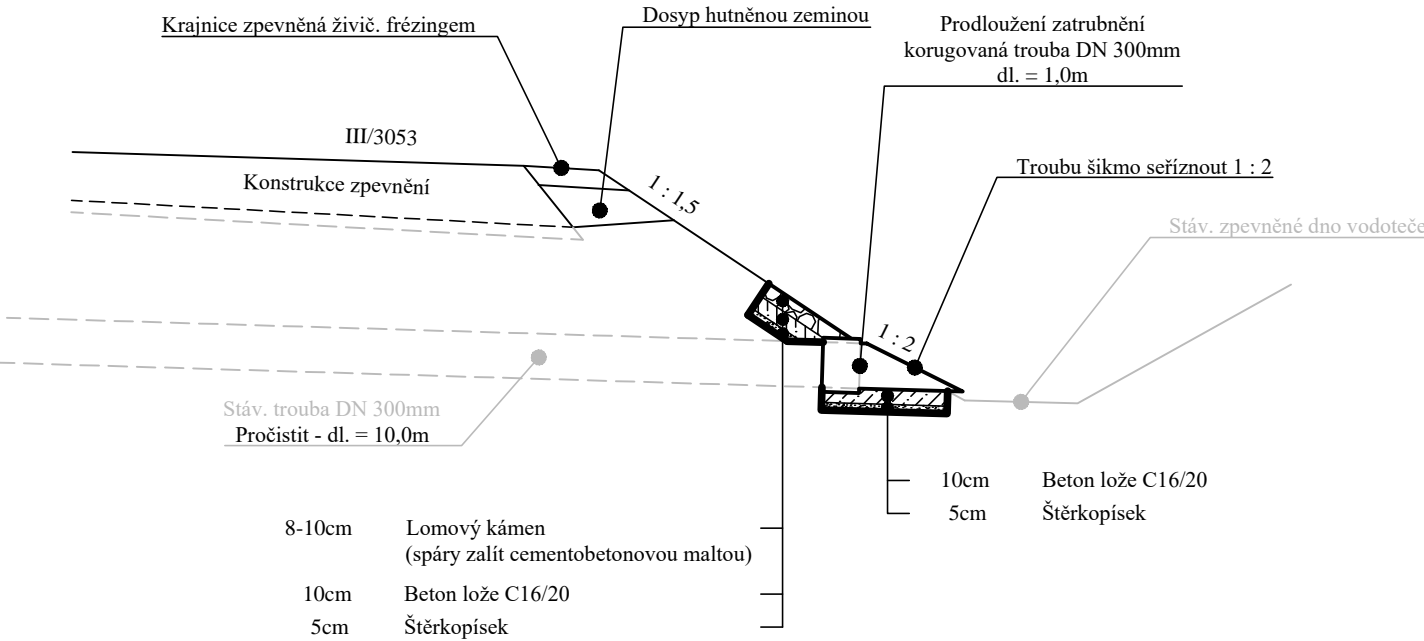 Krajnice zpevněná živič. frézingem
Dosyp hutněnou zeminou
Prodloužení zatrubnění
korugovaná trouba DN 300mm
dl. = 1,0m
III/3053
Konstrukce zpevnění
1 : 1,5
Troubu šikmo seříznout 1 : 2
Stáv. zpevněné dno vodoteče
1 : 2
Stáv. trouba DN 300mm
Pročistit - dl. = 10,0m
10cm Beton lože C16/20
5cm Štěrkopísek
8-10cm Lomový kámen
(spáry zalít cementobetonovou maltou)
10cm Beton lože C16/20
5cm Štěrkopísek